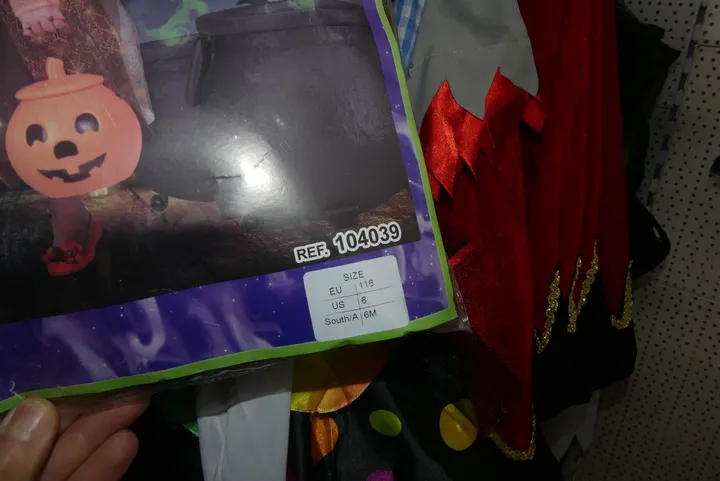 REF. 104039
SIZE
EU 116
US 6
South/A 6M